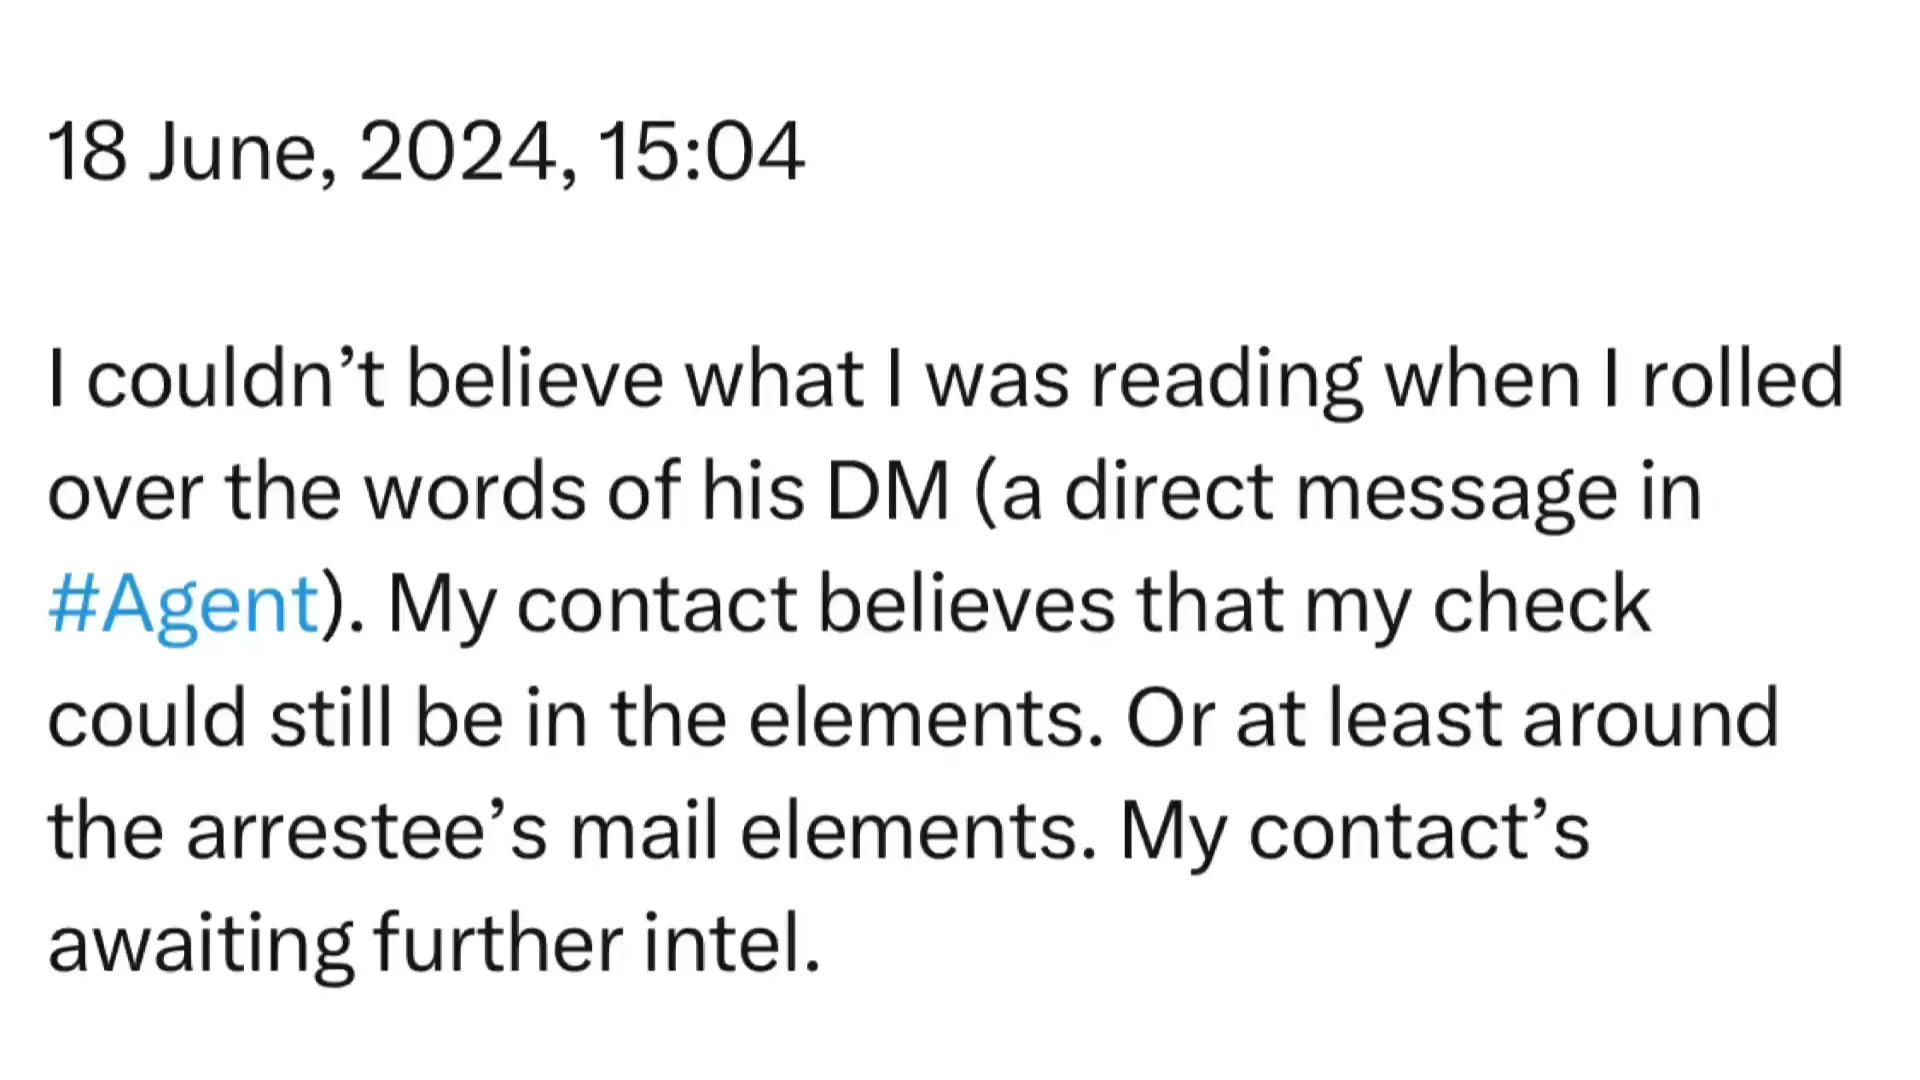 18 June, 2024, 15:04
I couldn’t believe what I was reading when I rolled
over the words of his DM (a direct message in
#Agent). My contact believes that my check
could still be in the elements. Or at least around
the arrestee’s mail elements. My contact’s
awaiting further intel.